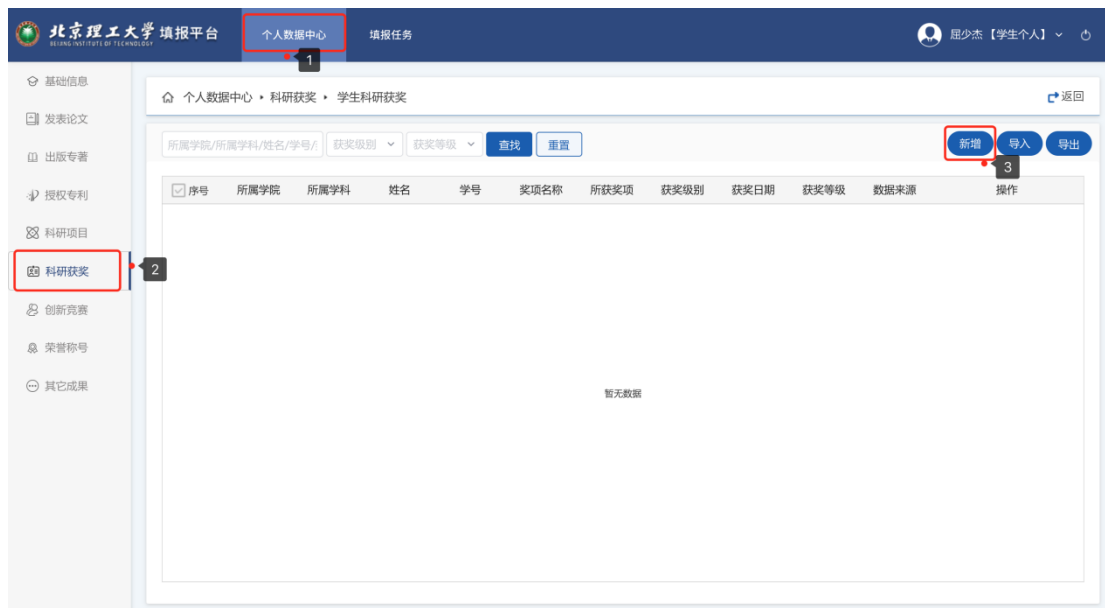 北京理工大学 填报平台 个人数据中心 填报任务 屈少杰【学生个人】
BEIJING INSTITUTE OF TECHNOLOGY
1
基础信息
个人数据中心 科研获奖 学生科研获奖 返回
发表论文
所属学院/所属学科/姓名/学号/ 获奖级别 获奖等级 查找 重置 新增 导入 导出
出版专著
3
授权专利
序号 所属学院 所属学科 姓名 学号 奖项名称 所获奖项 获奖级别 获奖日期 获奖等级 数据来源 操作
科研项目
科研获奖 2
创新竞赛
荣誉称号
其它成果
暂无数据